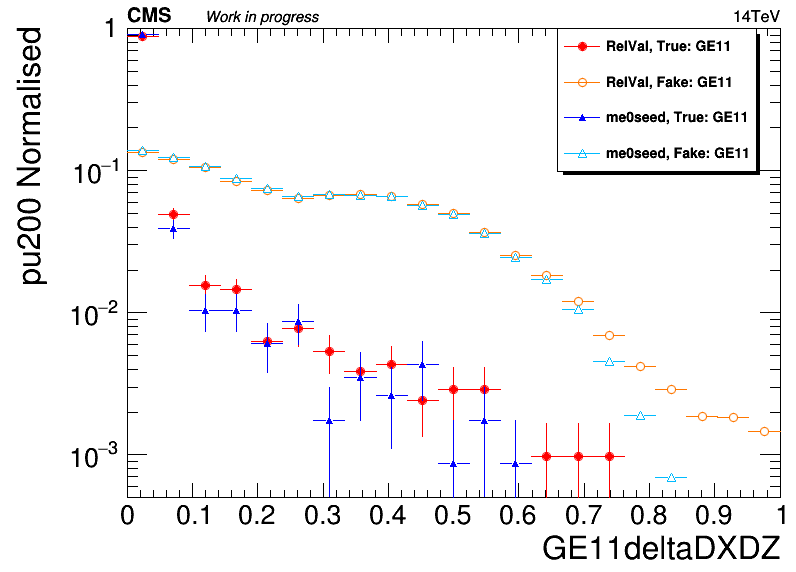 CMS Work in progress 14TeV
pu200 Normalised
1
10⁻¹
10⁻²
10⁻³
RelVal, True: GE11
RelVal, Fake: GE11
me0seed, True: GE11
me0seed, Fake: GE11
0 0.1 0.2 0.3 0.4 0.5 0.6 0.7 0.8 0.9 1
GE11deltaDXDZ